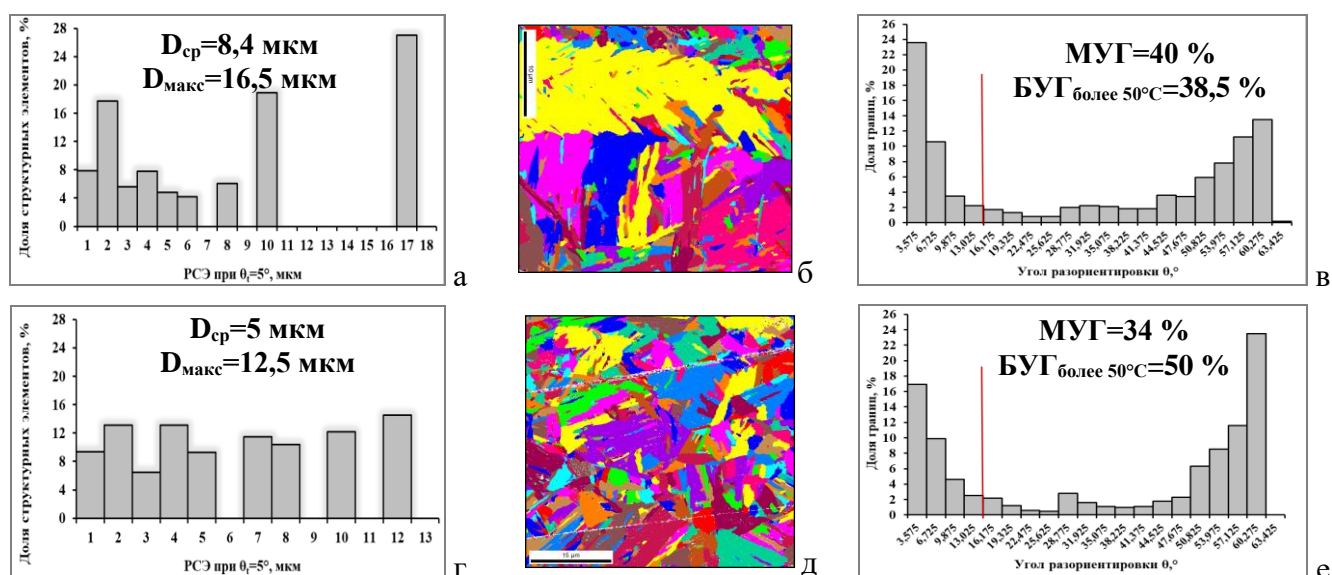 Доли структурных элементов, %
28
24
20
16
12
8
4
0
Dср=8,4 мкм
Dмакс=16,5 мкм
1 2 3 4 5 6 7 8 9 10 11 12 13 14 15 16 17 18
РСЭ при θt=5°, мкм
а
10 µm
б
Доля границ, %
26
24
22
20
18
16
14
12
10
8
6
4
2
0
МУГ=40 %
БУГболее 50°С=38,5 %
3,575 6,725 9,875 13,025 16,175 19,325 22,475 25,625 28,775 31,925 35,075 38,225 41,375 44,525 47,675 50,825 53,975 57,125 60,275 63,425
Угол разориентировки θ,°
в
Доли структурных элементов, %
28
24
20
16
12
8
4
0
Dср=5 мкм
Dмакс=12,5 мкм
1 2 3 4 5 6 7 8 9 10 11 12 13
РСЭ при θt=5°, мкм
г
15 µm
д
Доля границ, %
26
24
22
20
18
16
14
12
10
8
6
4
2
0
МУГ=34 %
БУГболее 50°С=50 %
3,575 6,725 9,875 13,025 16,175 19,325 22,475 25,625 28,775 31,925 35,075 38,225 41,375 44,525 47,675 50,825 53,975 57,125 60,275 63,425
Угол разориентировки θ,°
е